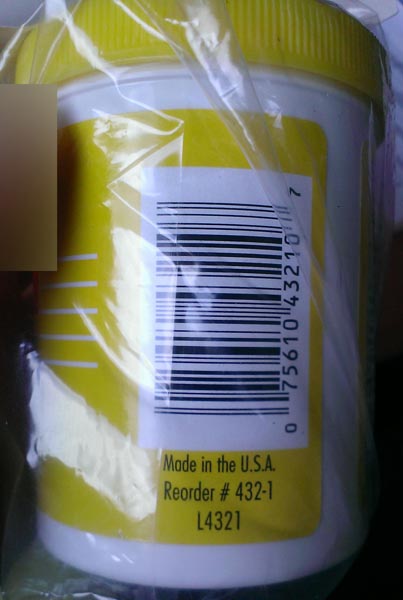 0 75610 43210 7
Made in the U.S.A.
Reorder # 432-1
L4321